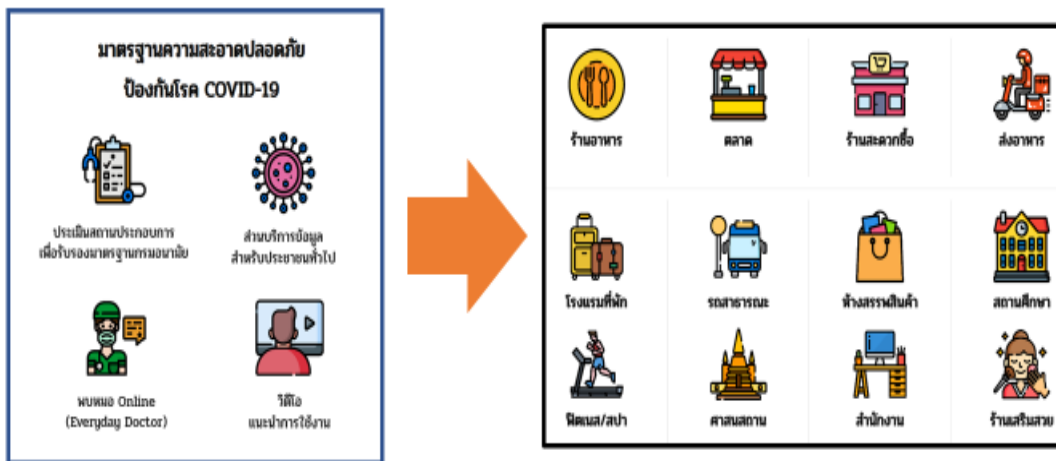 มาตรฐานความสะอาดปลอดภัย
ป้องกันโรค COVID-19
ประเมินสถานประกอบการ
เพื่อรับรองมาตรฐานกรมอนามัย
ส่วนบริการข้อมูล
สำหรับประชาชนทั่วไป
พบหมอ Online
(Everyday Doctor)
วิดีโอ
แนะนำการใช้งาน
ร้านอาหาร
ตลาด
ร้านสะดวกซื้อ
ส่งอาหาร
โรงแรมที่พัก
รถสาธารณะ
ห้างสรรพสินค้า
สถานศึกษา
ฟิตเนส/สปา
ศาสนสถาน
สำนักงาน
ร้านเสริมสวย